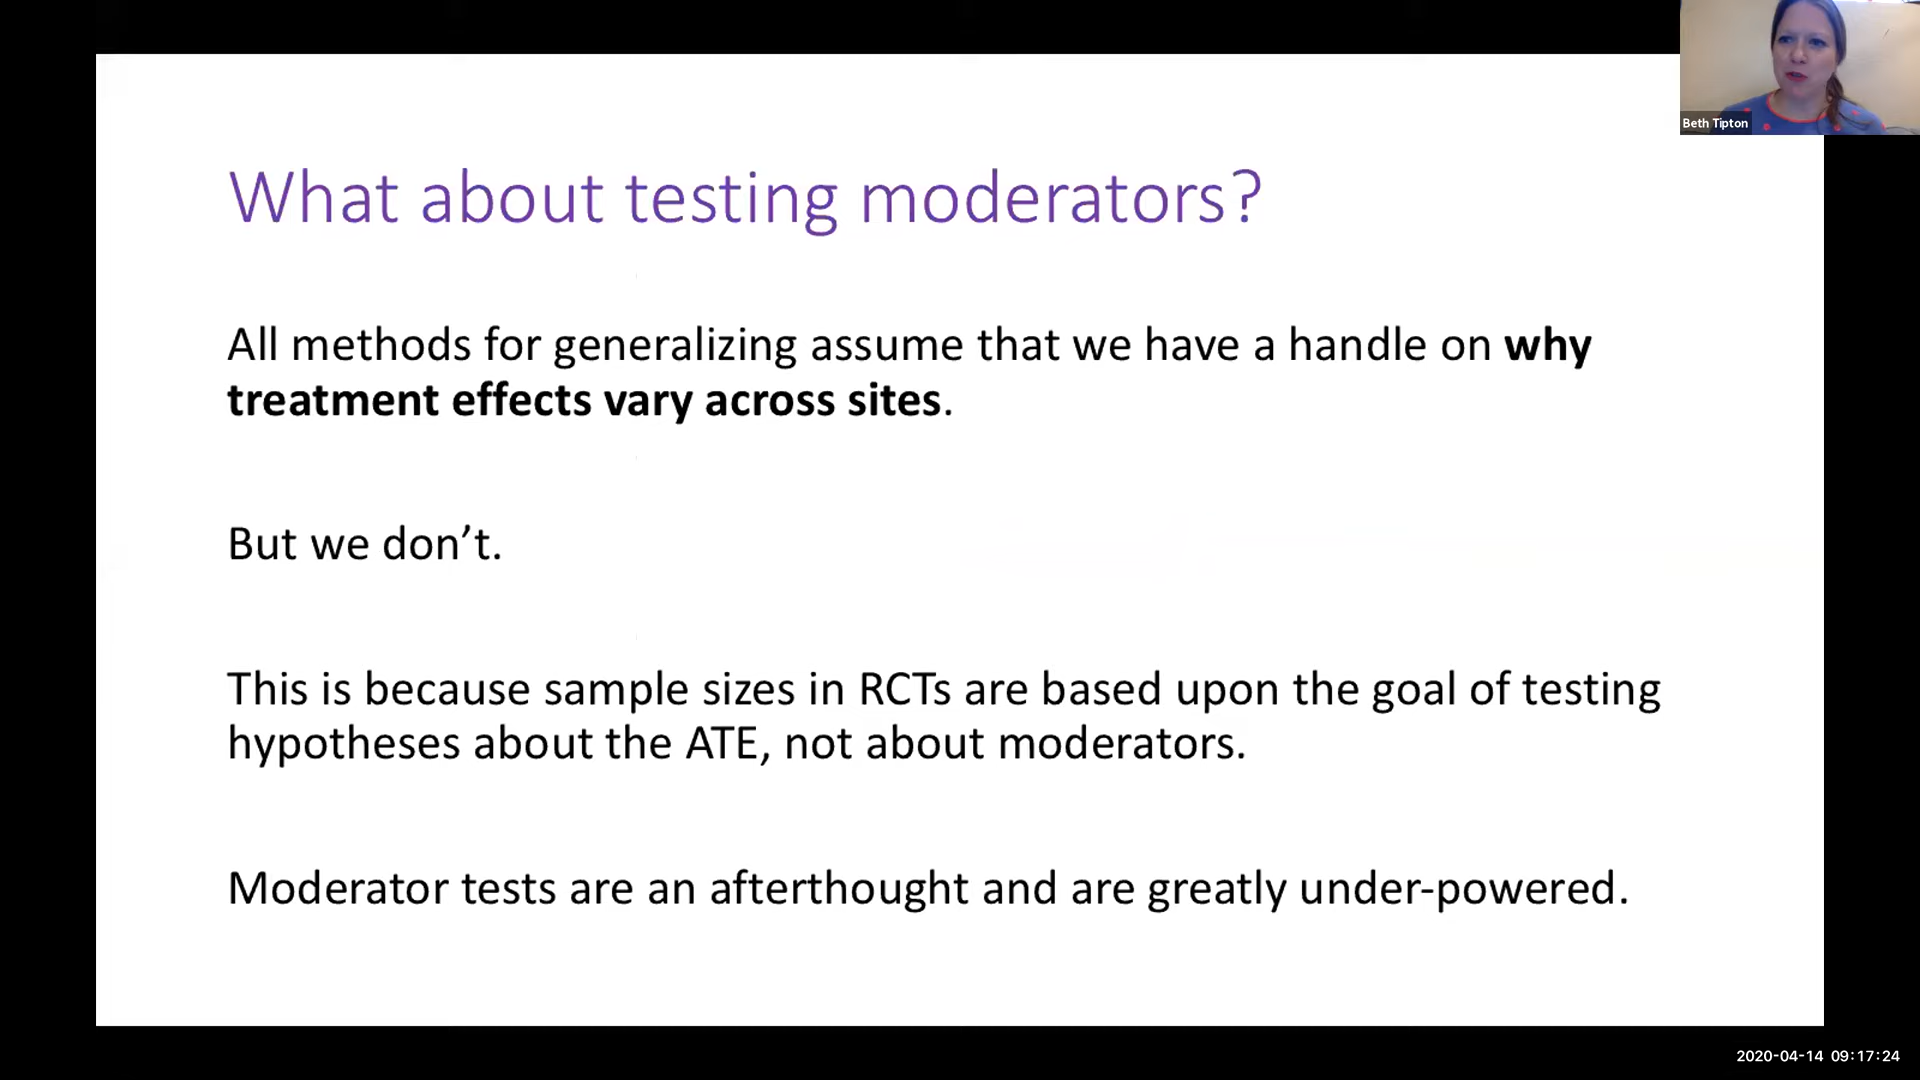 Beth Tipton
What about testing moderators?
All methods for generalizing assume that we have a handle on why
treatment effects vary across sites.
But we don’t.
This is because sample sizes in RCTs are based upon the goal of testing
hypotheses about the ATE, not about moderators.
Moderator tests are an afterthought and are greatly under-powered.
2020-04-14 09:17:24